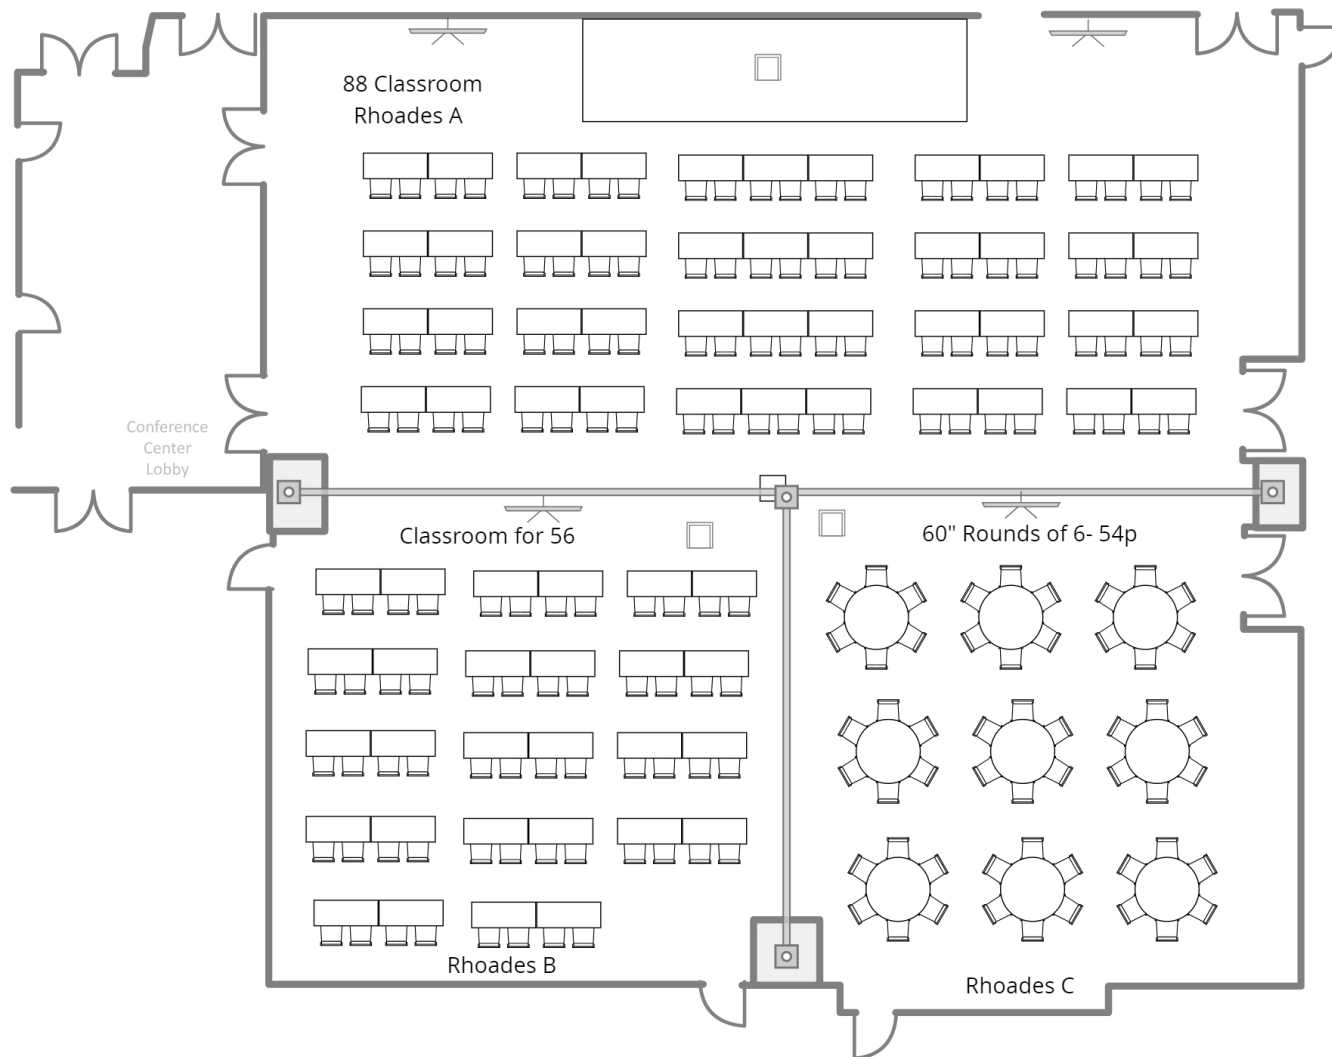 88 Classroom
Rhoades A
Conference
Center
Lobby
Classroom for 56
60" Rounds of 6- 54p
Rhoades B
Rhoades C